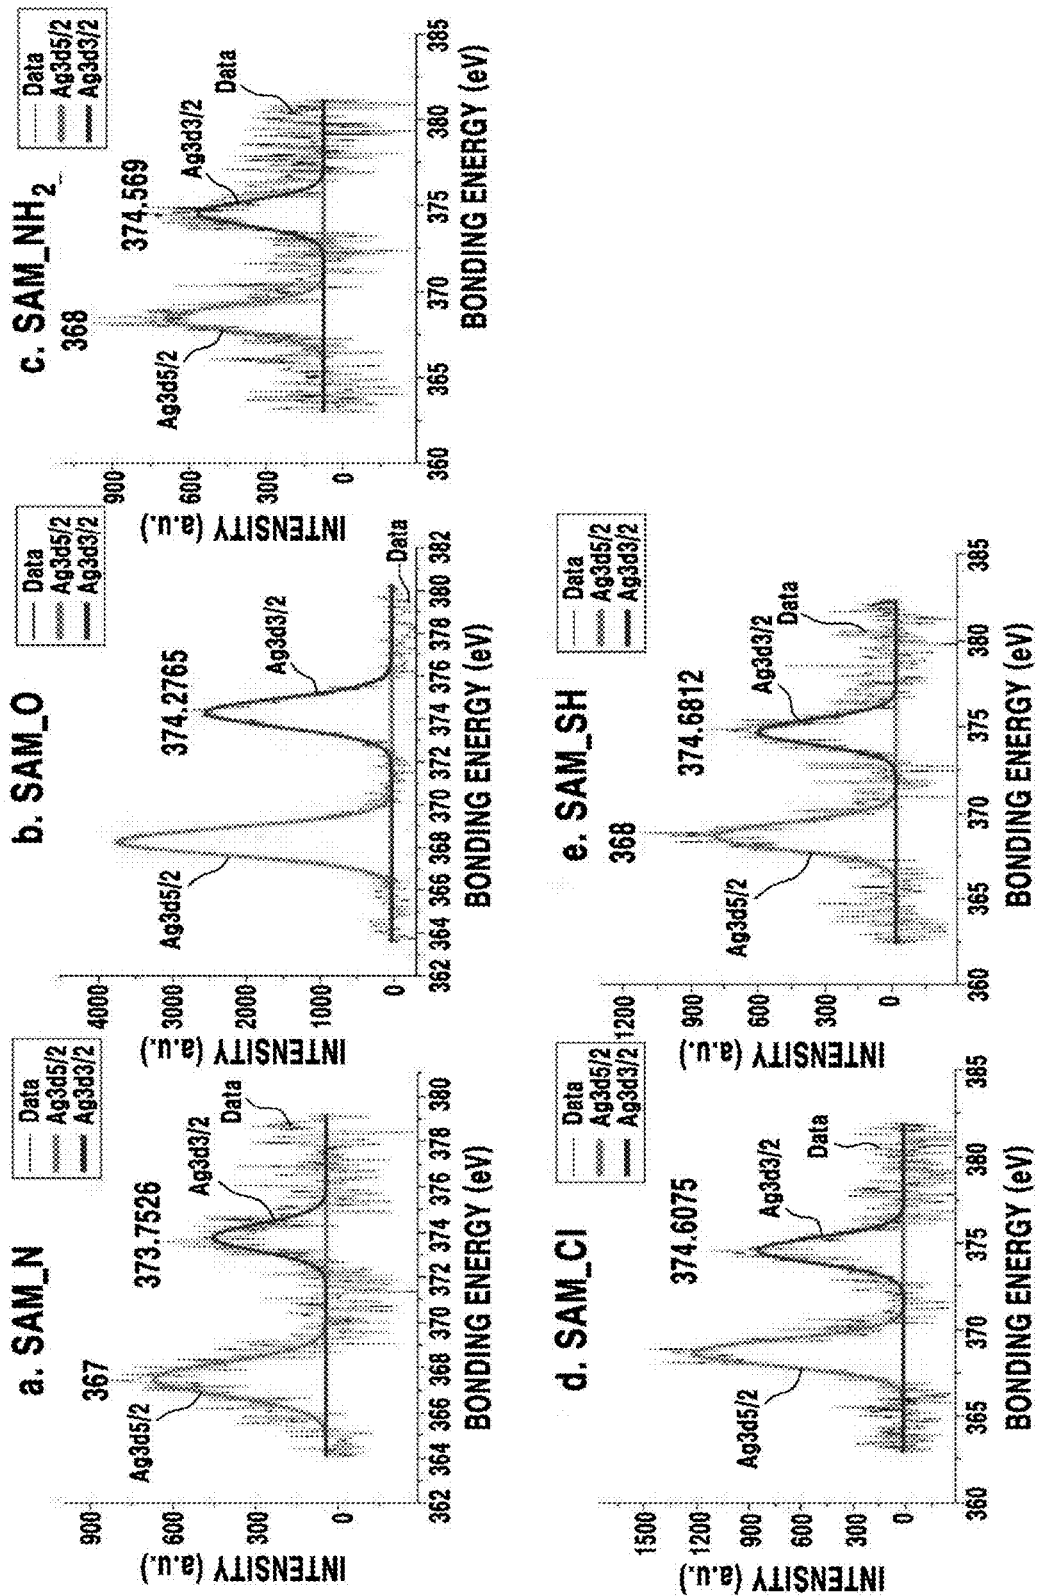 a. SAM_N
Data
Ag3d5/2
Ag3d3/2
367
373.7526
Ag3d5/2
Ag3d3/2
Data
900
600
300
0
INTENSITY (a.u.)
362 364 366 368 370 372 374 376 378 380
BONDING ENERGY (eV)
b. SAM_O
Data
Ag3d5/2
Ag3d3/2
374.2765
Ag3d5/2
Ag3d3/2
Data
4000
3000
2000
1000
0
INTENSITY (a.u.)
362 364 366 368 370 372 374 376 378 380 382
BONDING ENERGY (eV)
c. SAM_NH2
Data
Ag3d5/2
Ag3d3/2
368
374.569
Ag3d5/2
Ag3d3/2
Data
900
600
300
0
INTENSITY (a.u.)
360 365 370 375 380 385
BONDING ENERGY (eV)
d. SAM_Cl
Data
Ag3d5/2
Ag3d3/2
374.6075
Ag3d5/2
Ag3d3/2
Data
1500
1200
900
600
300
0
INTENSITY (a.u.)
360 365 370 375 380 385
BONDING ENERGY (eV)
e. SAM_SH
Data
Ag3d5/2
Ag3d3/2
368
374.6812
Ag3d5/2
Ag3d3/2
Data
1200
900
600
300
0
INTENSITY (a.u.)
360 365 370 375 380 385
BONDING ENERGY (eV)